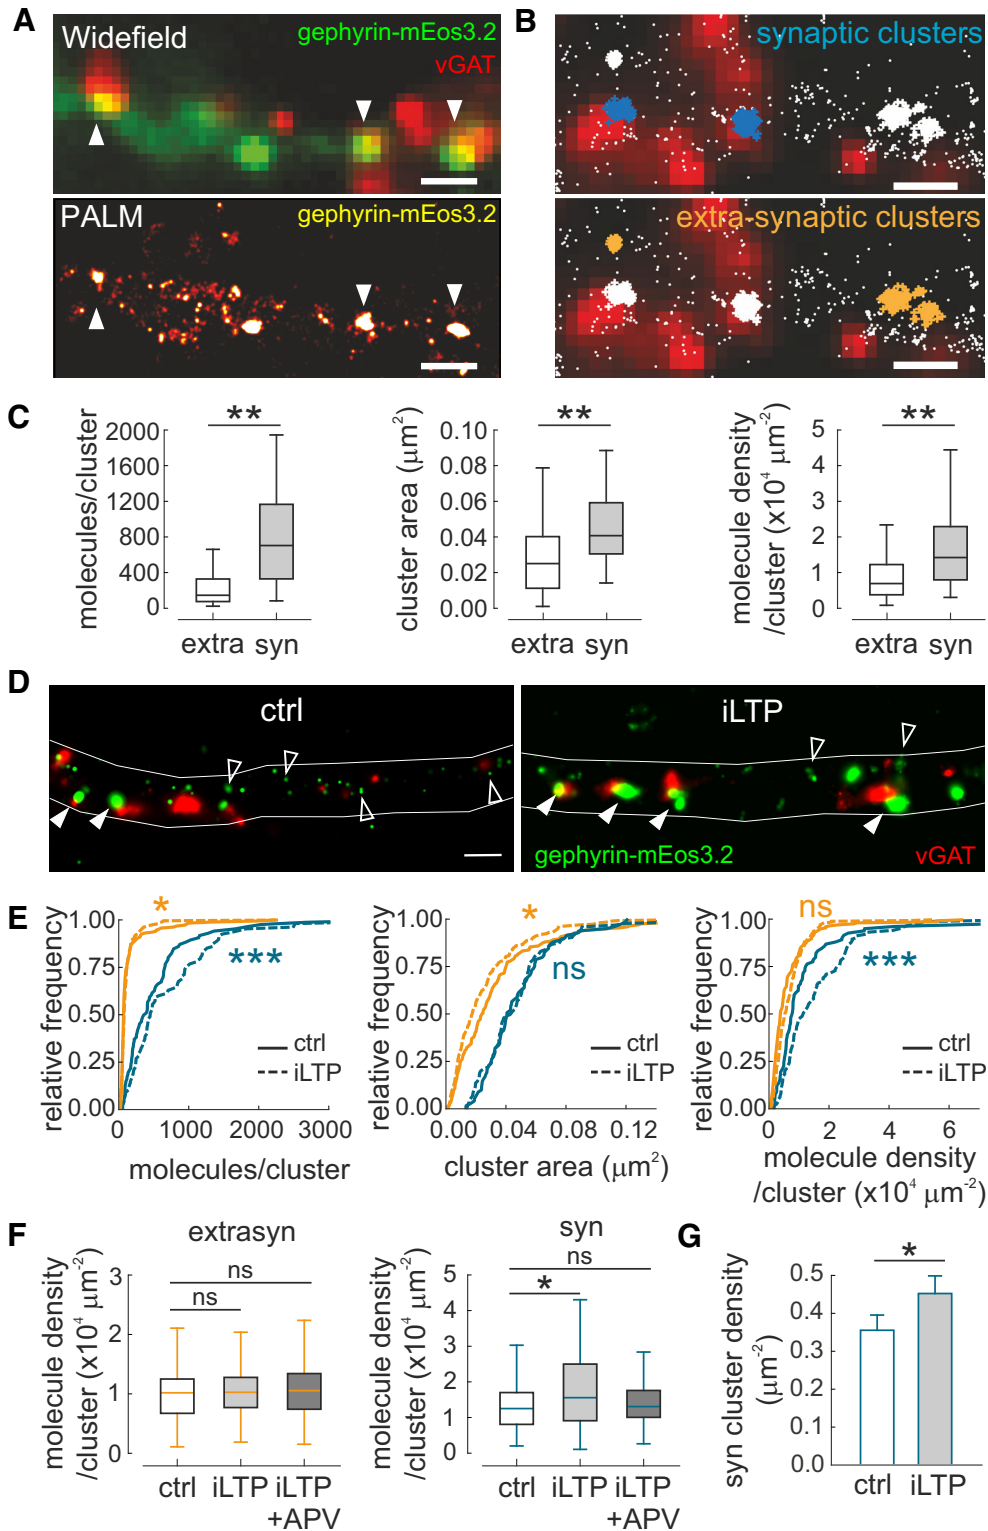 A
Widefield
gephyrin-mEos3.2
vGAT
PALM
gephyrin-mEos3.2
B
synaptic clusters
extra-synaptic clusters
C
molecules/cluster
2000
1600
1200
800
400
0
**
extra syn
cluster area (μm²)
0.10
0.08
0.06
0.04
0.02
0.00
**
extra syn
molecule density
/cluster (x10⁴ μm⁻²)
5
4
3
2
1
0
**
extra syn
D
ctrl
iLTP
gephyrin-mEos3.2
vGAT
E
relative frequency
1.00
0.75
0.50
0.25
0.00
*
***
ctrl
iLTP
0 1000 2000 3000
molecules/cluster
relative frequency
1.00
0.75
0.50
0.25
0.00
*
ns
0.00 0.04 0.08 0.12
cluster area (μm²)
relative frequency
1.00
0.75
0.50
0.25
0.00
ns
***
ctrl
iLTP
0 2 4 6
molecule density
/cluster (x10⁴ μm⁻²)
F
extrasyn
molecule density
/cluster (x10⁴ μm⁻²)
3
2
1
0
ns
ns
ctrl iLTP iLTP
+APV
syn
molecule density
/cluster (x10⁴ μm⁻²)
5
4
3
2
1
0
ns
*
ctrl iLTP iLTP
+APV
G
syn cluster density
(μm⁻²)
0.5
0.4
0.3
0.2
0.1
0.0
*
ctrl iLTP